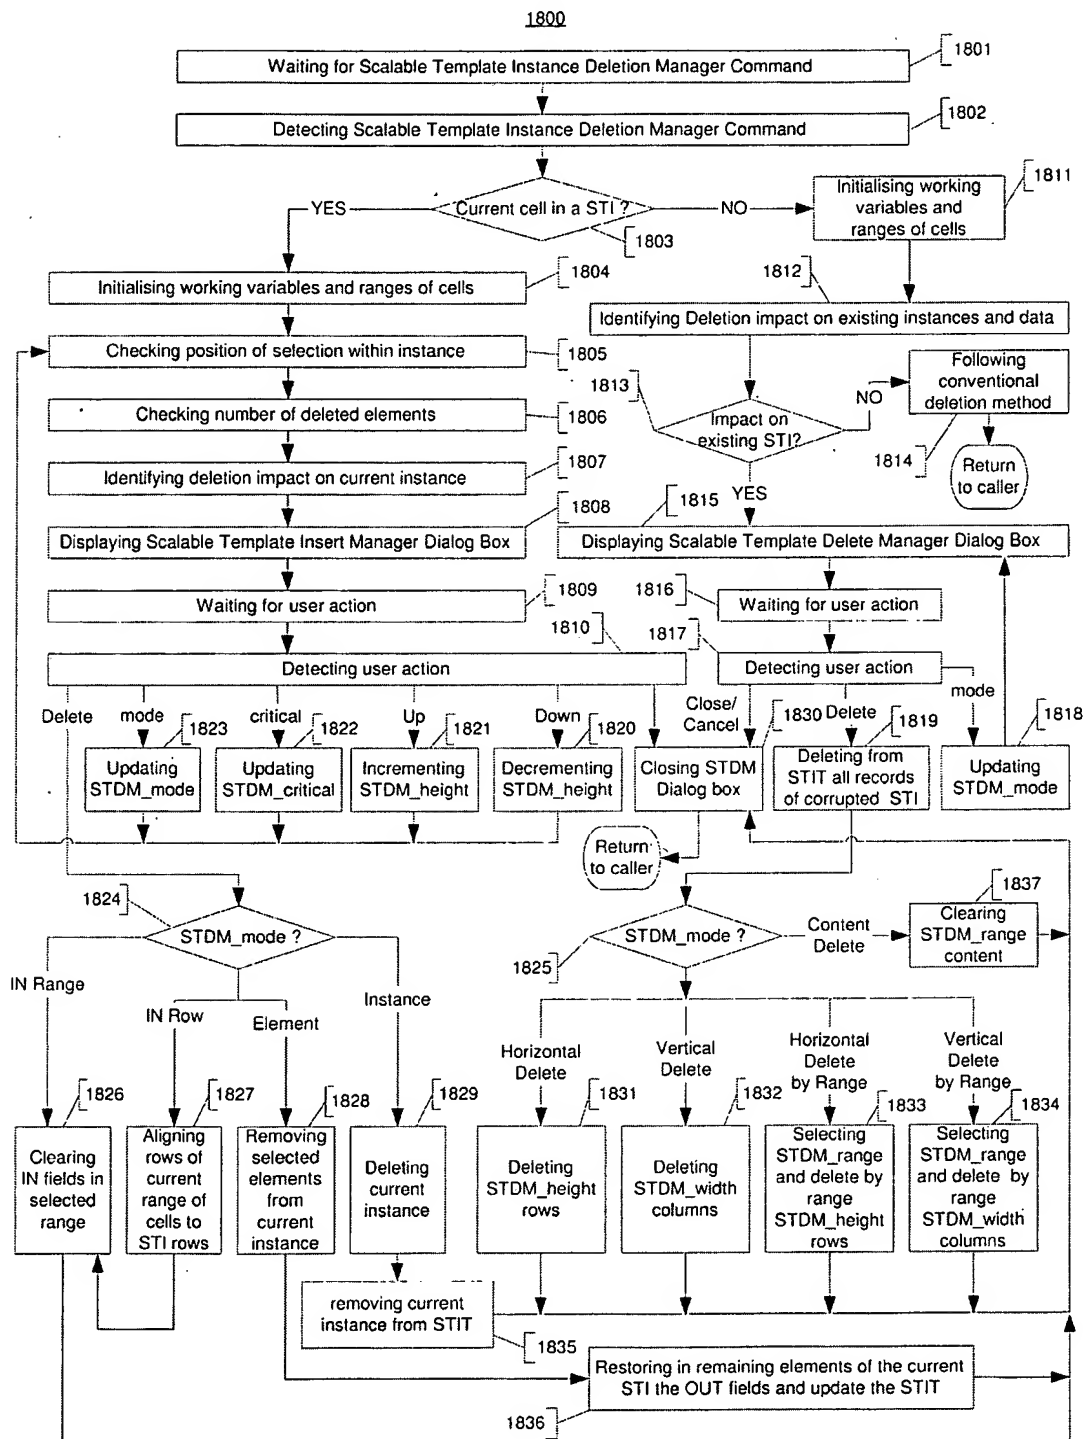 1800
Waiting for Scalable Template Instance Deletion Manager Command
1801
Detecting Scalable Template Instance Deletion Manager Command
1802
Current cell in a STI ?
YES
NO
1803
Initialising working
variables and
ranges of cells
1811
Initialising working variables and ranges of cells
1804
1812
Identifying Deletion impact on existing instances and data
Checking position of selection within instance
1805
1813
Impact on
existing STI?
NO
Following
conventional
deletion method
1814
Return
to caller
Checking number of deleted elements
1806
Identifying deletion impact on current instance
1807
YES
1815
1808
Displaying Scalable Template Insert Manager Dialog Box
Displaying Scalable Template Delete Manager Dialog Box
Waiting for user action
1809
1816
Waiting for user action
1810
1817
Detecting user action
Detecting user action
Delete
mode
1823
critical
1822
Up
1821
Down
1820
Close/
Cancel
1830
Delete
1819
mode
1818
Updating
STDM_mode
Updating
STDM_critical
Incrementing
STDM_height
Decrementing
STDM_height
Closing STDM
Dialog box
Deleting from
STIT all records
of corrupted STI
Updating
STDM_mode
Return
to caller
1824
STDM_mode ?
1825
STDM_mode ?
Content
Delete
1837
Clearing
STDM_range
content
IN Range
IN Row
Element
Instance
Horizontal
Delete
Vertical
Delete
Horizontal
Delete
by Range
Vertical
Delete
by Range
1826
1827
1828
1829
1831
1832
1833
1834
Clearing
IN fields in
selected
range
Aligning
rows of
current
range of
cells to
STI rows
Removing
selected
elements
from
current
instance
Deleting
current
instance
Deleting
STDM_height
rows
Deleting
STDM_width
columns
Selecting
STDM_range
and delete by
range
STDM_height
rows
Selecting
STDM_range
and delete by
range
STDM_width
columns
removing current
instance from STIT
1835
Restoring in remaining elements of the current
STI the OUT fields and update the STIT
1836